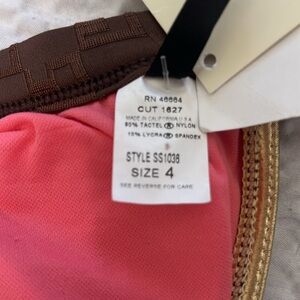 RN 46664
CUT 1627
MADE IN CALIFORNIA U.S.A
85% TACTEL ® NYLON
15% LYCRA ® SPANDEX
STYLE SS1036
SIZE 4
SEE REVERSE FOR CARE